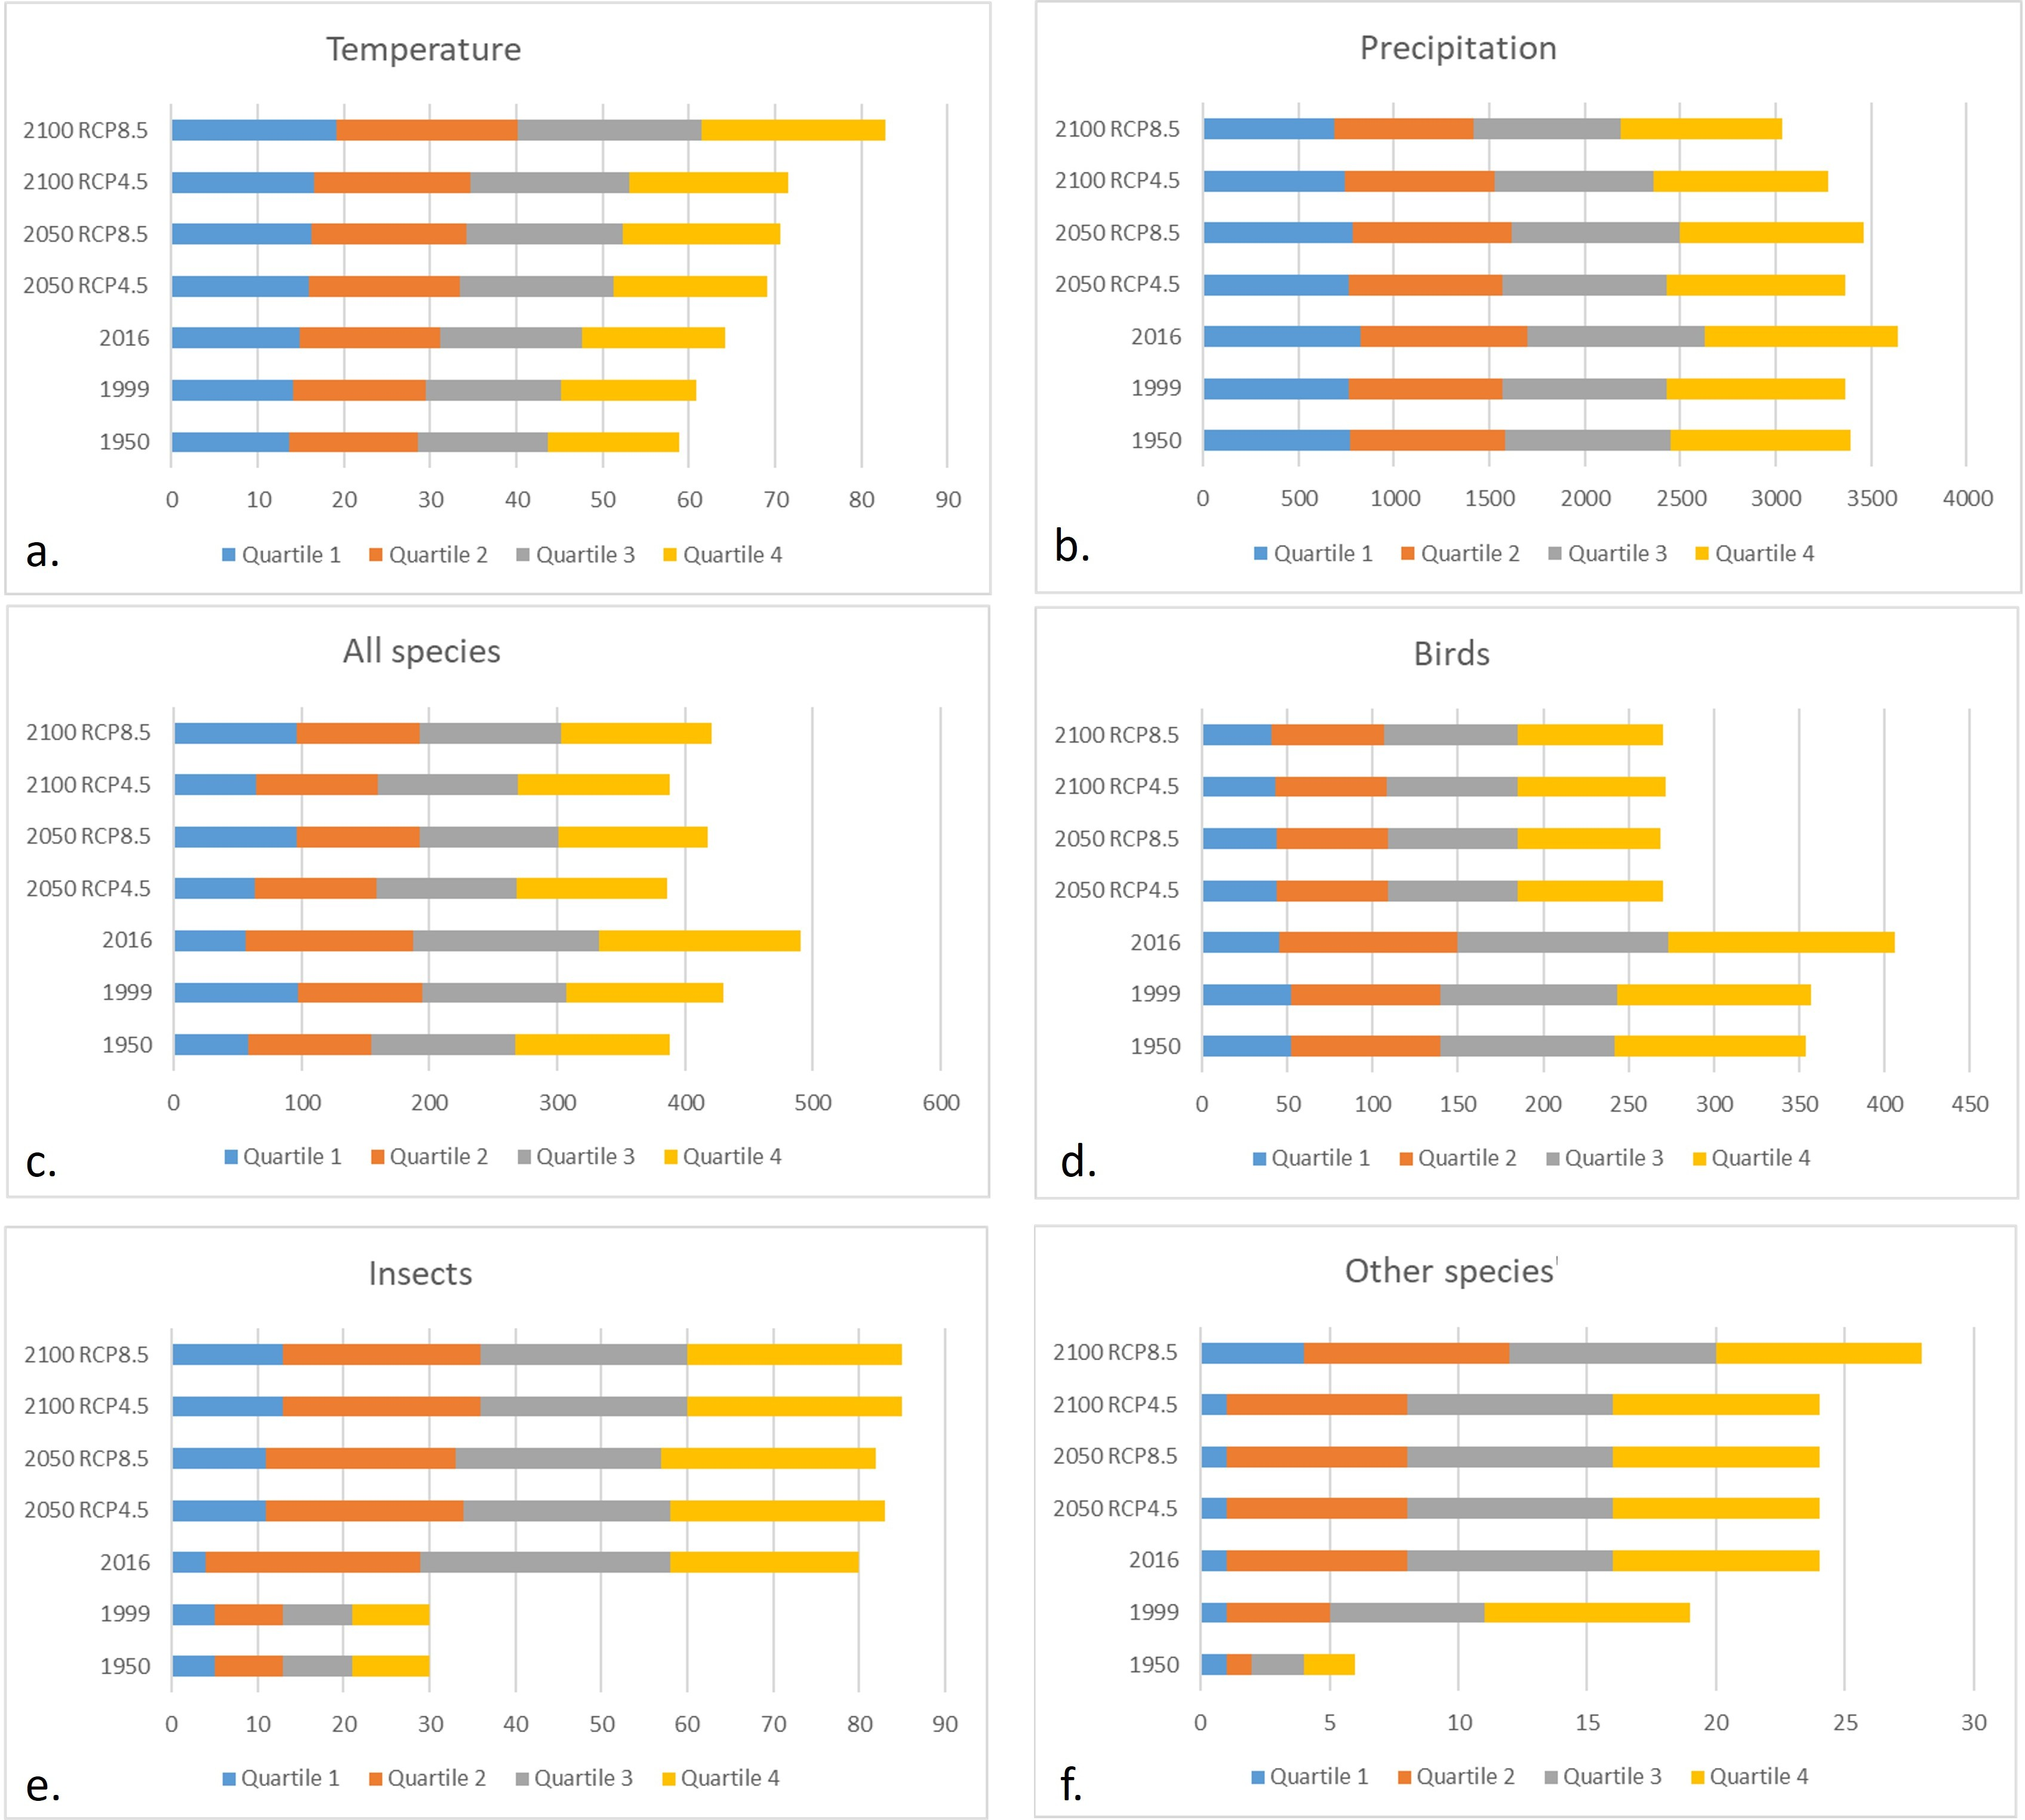 Temperature
2100 RCP8.5
2100 RCP4.5
2050 RCP8.5
2050 RCP4.5
2016
1999
1950
0 10 20 30 40 50 60 70 80 90
Quartile 1 Quartile 2 Quartile 3 Quartile 4
a.
Precipitation
2100 RCP8.5
2100 RCP4.5
2050 RCP8.5
2050 RCP4.5
2016
1999
1950
0 500 1000 1500 2000 2500 3000 3500 4000
Quartile 1 Quartile 2 Quartile 3 Quartile 4
b.
All species
2100 RCP8.5
2100 RCP4.5
2050 RCP8.5
2050 RCP4.5
2016
1999
1950
0 100 200 300 400 500 600
Quartile 1 Quartile 2 Quartile 3 Quartile 4
c.
Birds
2100 RCP8.5
2100 RCP4.5
2050 RCP8.5
2050 RCP4.5
2016
1999
1950
0 50 100 150 200 250 300 350 400 450
Quartile 1 Quartile 2 Quartile 3 Quartile 4
d.
Insects
2100 RCP8.5
2100 RCP4.5
2050 RCP8.5
2050 RCP4.5
2016
1999
1950
0 10 20 30 40 50 60 70 80 90
Quartile 1 Quartile 2 Quartile 3 Quartile 4
e.
Other species'
2100 RCP8.5
2100 RCP4.5
2050 RCP8.5
2050 RCP4.5
2016
1999
1950
0 5 10 15 20 25 30
Quartile 1 Quartile 2 Quartile 3 Quartile 4
f.